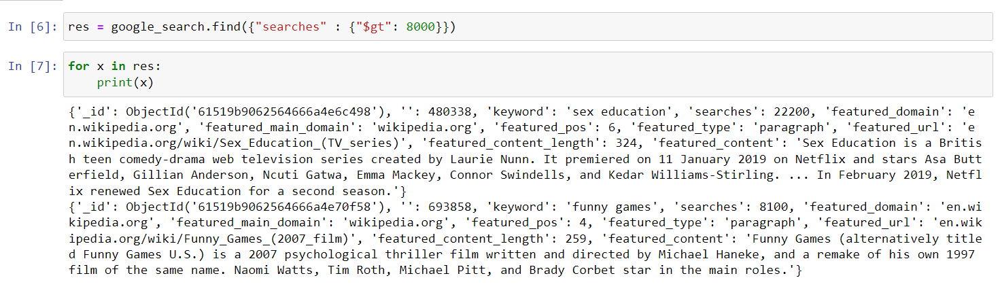 In [6]: res = google_search.find({"searches" : {"$gt": 8000}})
In [7]: for x in res:
    print(x)
{'_id': ObjectId('61519b9062564666a4e6c498'), '': 480338, 'keyword': 'sex education', 'searches': 22200, 'featured_domain': 'e
n.wikipedia.org', 'featured_main_domain': 'wikipedia.org', 'featured_pos': 6, 'featured_type': 'paragraph', 'featured_url': 'e
n.wikipedia.org/wiki/Sex_Education_(TV_series)', 'featured_content_length': 324, 'featured_content': 'Sex Education is a Britis
h teen comedy-drama web television series created by Laurie Nunn. It premiered on 11 January 2019 on Netflix and stars Asa Butt
erfield, Gillian Anderson, Ncuti Gatwa, Emma Mackey, Connor Swindells, and Kedar Williams-Stirling. ... In February 2019, Netfl
ix renewed Sex Education for a second season.'}
{'_id': ObjectId('61519b9062564666a4e70f58'), '': 693858, 'keyword': 'funny games', 'searches': 8100, 'featured_domain': 'en.wi
kipedia.org', 'featured_main_domain': 'wikipedia.org', 'featured_pos': 4, 'featured_type': 'paragraph', 'featured_url': 'en.wik
ipedia.org/wiki/Funny_Games_(2007_film)', 'featured_content_length': 259, 'featured_content': 'Funny Games (alternatively title
d Funny Games U.S.) is a 2007 psychological thriller film written and directed by Michael Haneke, and a remake of his own 1997
film of the same name. Naomi Watts, Tim Roth, Michael Pitt, and Brady Corbet star in the main roles.'}